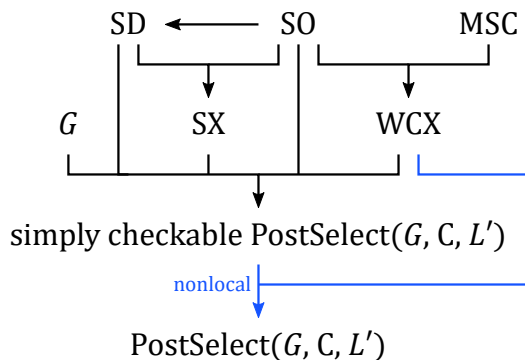 SD SO MSC
G SX WCX
simply checkable PostSelect(G, C, L′)
nonlocal
PostSelect(G, C, L′)